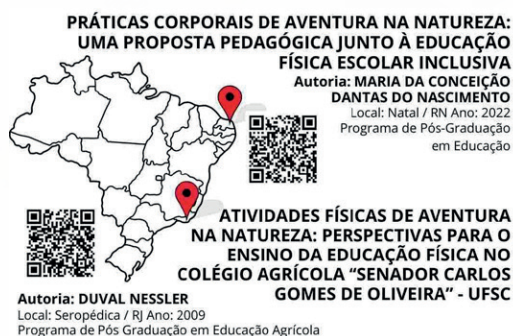 PRÁTICAS CORPORAIS DE AVENTURA NA NATUREZA:
UMA PROPOSTA PEDAGÓGICA JUNTO À EDUCAÇÃO
FÍSICA ESCOLAR INCLUSIVA
Autoria: MARIA DA CONCEIÇÃO
DANTAS DO NASCIMENTO
Local: Natal / RN Ano: 2022
Programa de Pós-Graduação
em Educação
ATIVIDADES FÍSICAS DE AVENTURA
NA NATUREZA: PERSPECTIVAS PARA O
ENSINO DA EDUCAÇÃO FÍSICA NO
COLÉGIO AGRÍCOLA “SENADOR CARLOS
GOMES DE OLIVEIRA” - UFSC
Autoria: DUVAL NESSLER
Local: Seropédica / RJ Ano: 2009
Programa de Pós Graduação em Educação Agrícola